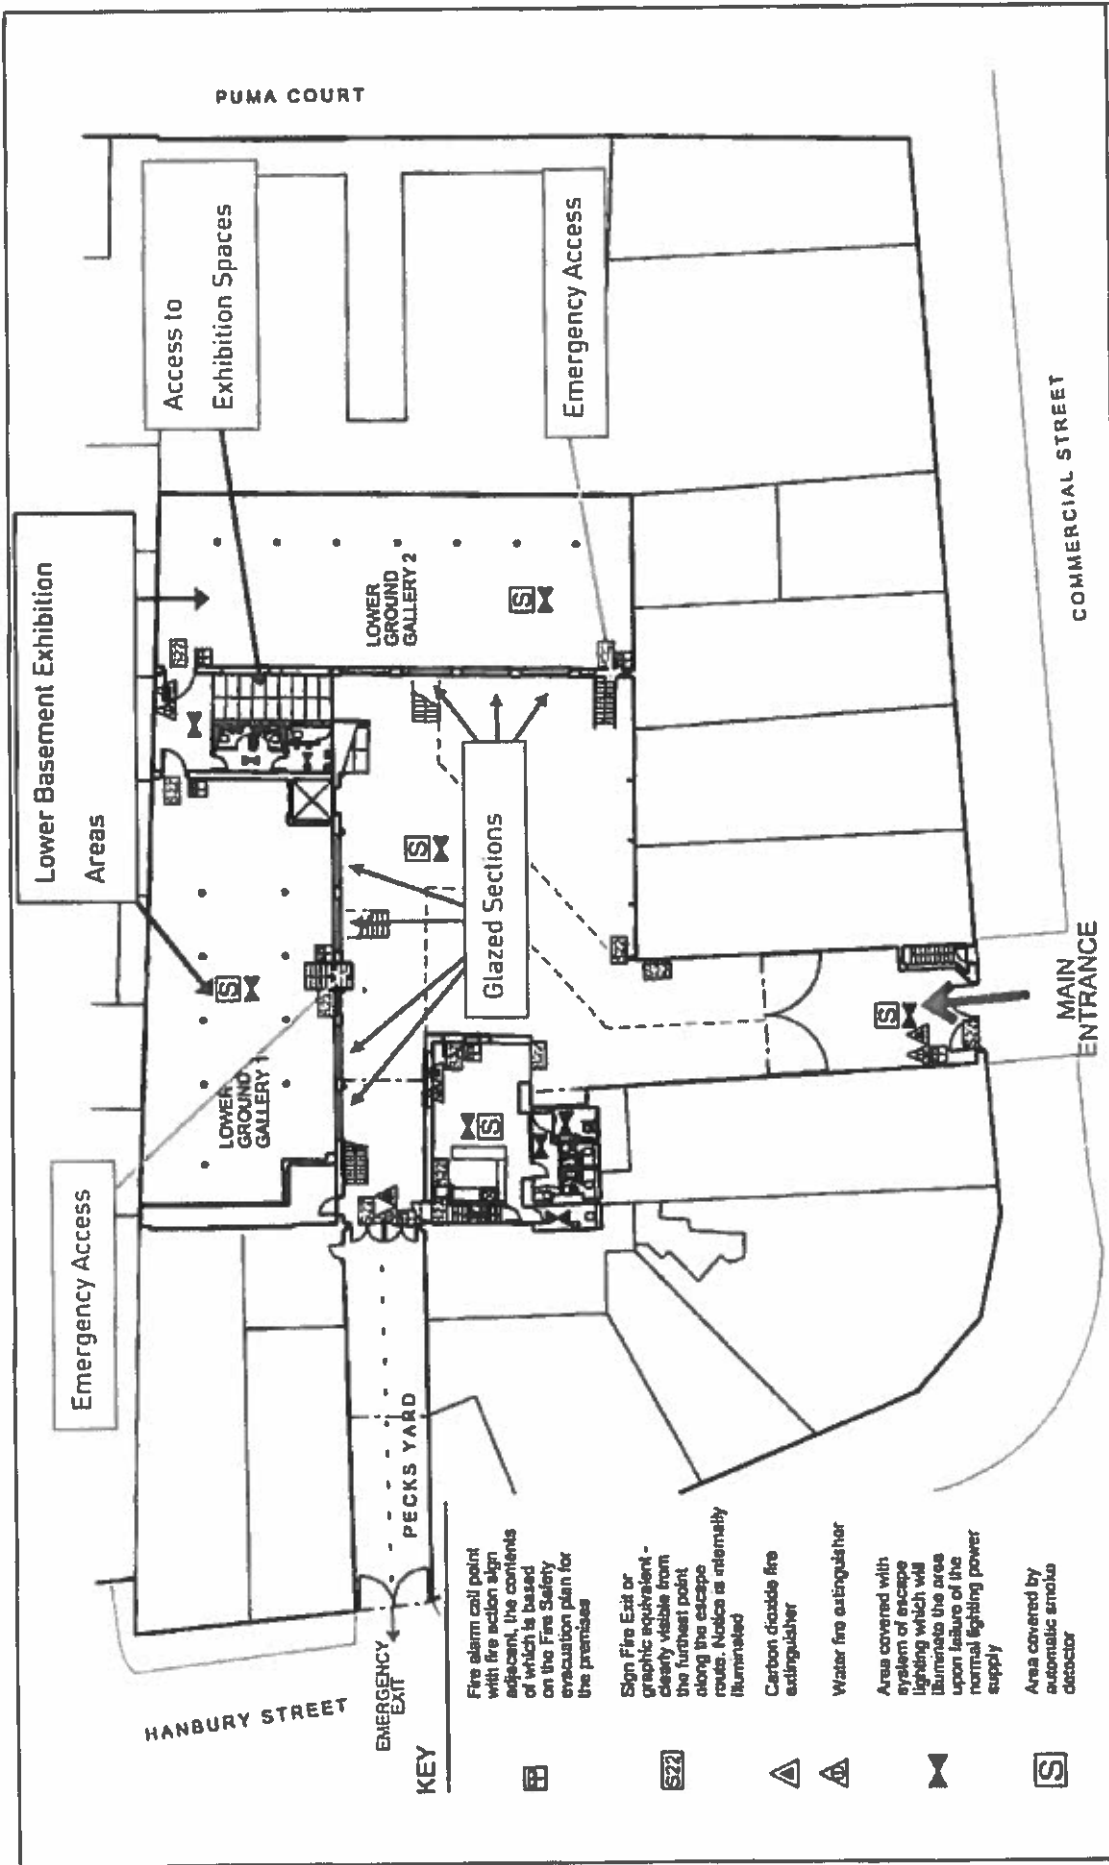 PUMA COURT
Access to
Exhibition Spaces
Emergency Access
Lower Basement Exhibition
Areas
LOWER
GROUND
GALLERY 2
COMMERCIAL STREET
Glazed Sections
LOWER
GROUND
GALLERY 1
MAIN
ENTRANCE
Emergency Access
PECKS YARD
HANBURY STREET
EMERGENCY
EXIT
KEY
Fire alarm call point
with fire action sign
adjacent, the contents
of which is based
on the Fire Safety
evacuation plan for
the premises
S22
Sign Fire Exit or
graphic equivalent -
clearly visible from
the furthest point
along the escape
route. Notice is internally
illuminated
Carbon dioxide fire
extinguisher
Water fire extinguisher
Area covered with
system of escape
lighting which will
illuminate the area
upon failure of the
normal lighting power
supply
S
Area covered by
automatic smoke
detector
S
S
S
S
S